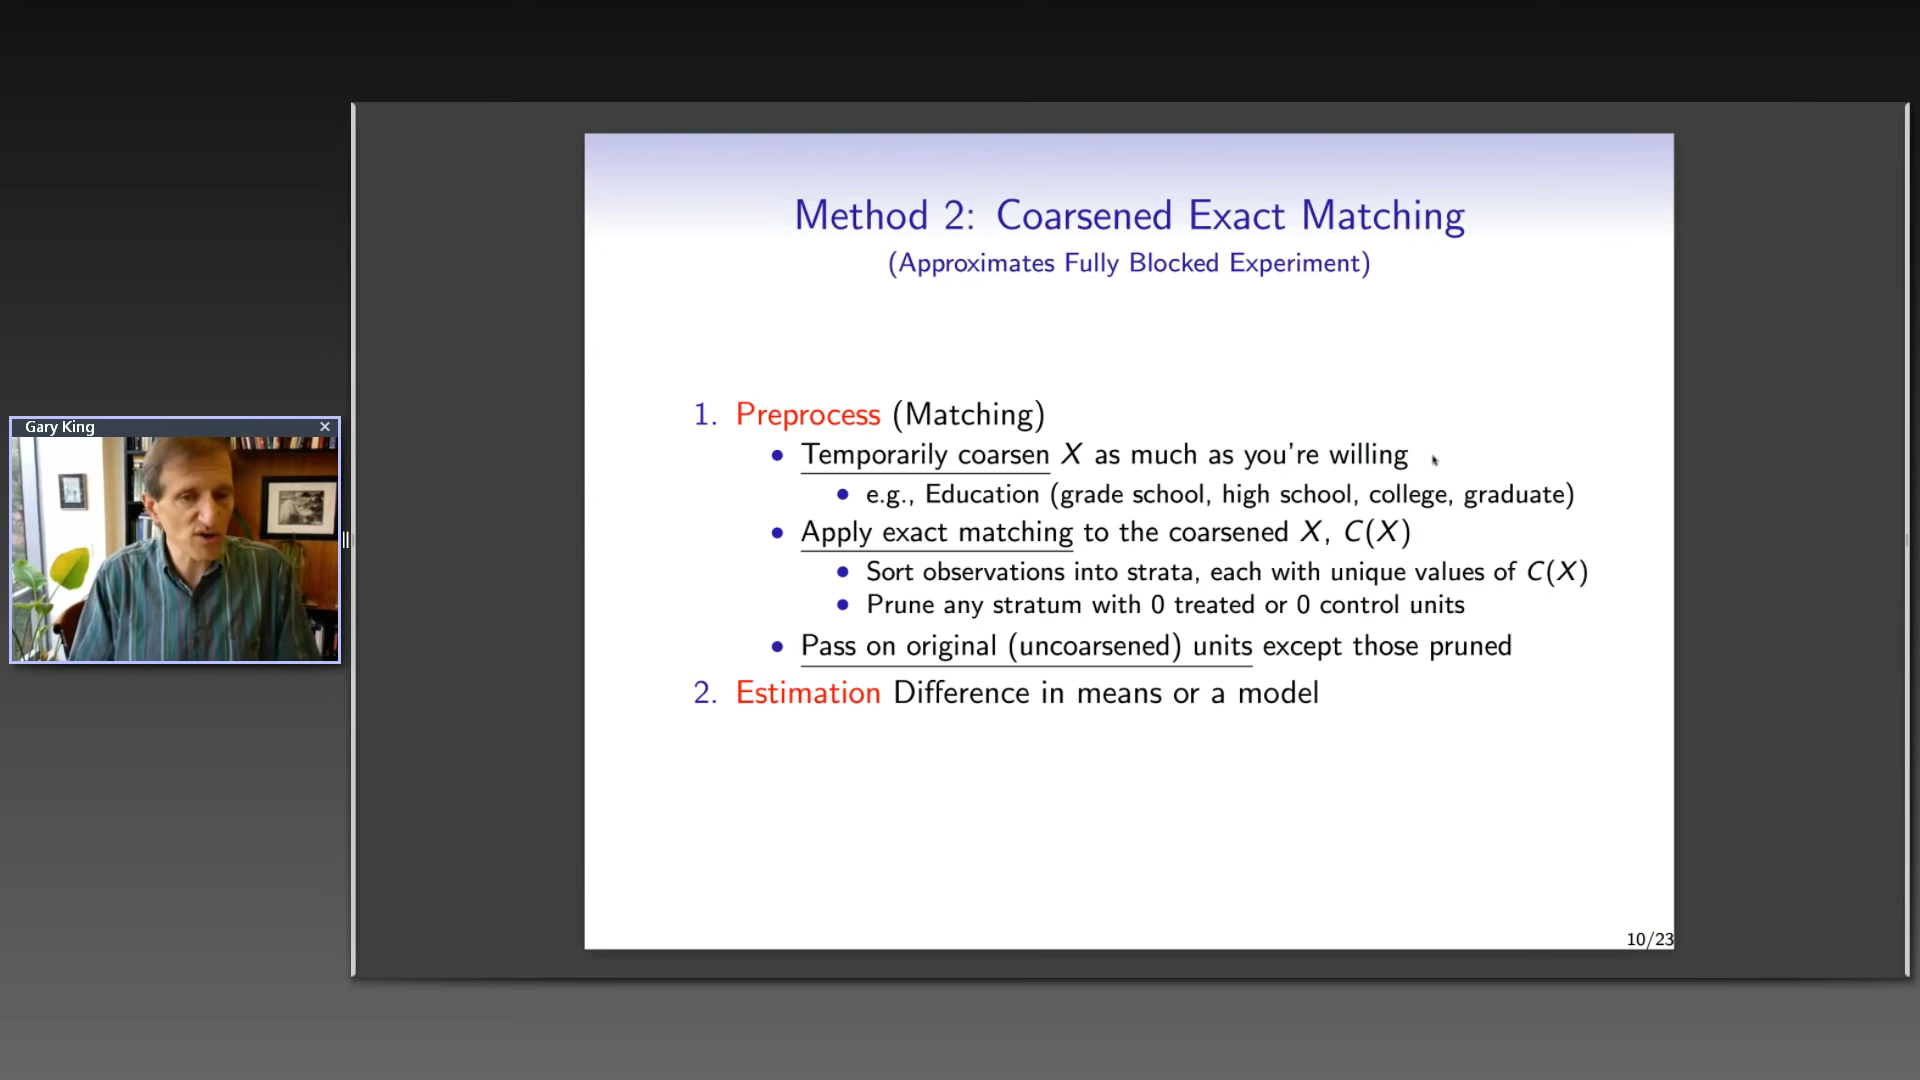 Gary King
Method 2: Coarsened Exact Matching
(Approximates Fully Blocked Experiment)
1. Preprocess (Matching)
• Temporarily coarsen X as much as you're willing
• e.g., Education (grade school, high school, college, graduate)
• Apply exact matching to the coarsened X, C(X)
• Sort observations into strata, each with unique values of C(X)
• Prune any stratum with 0 treated or 0 control units
• Pass on original (uncoarsened) units except those pruned
2. Estimation Difference in means or a model
10/23